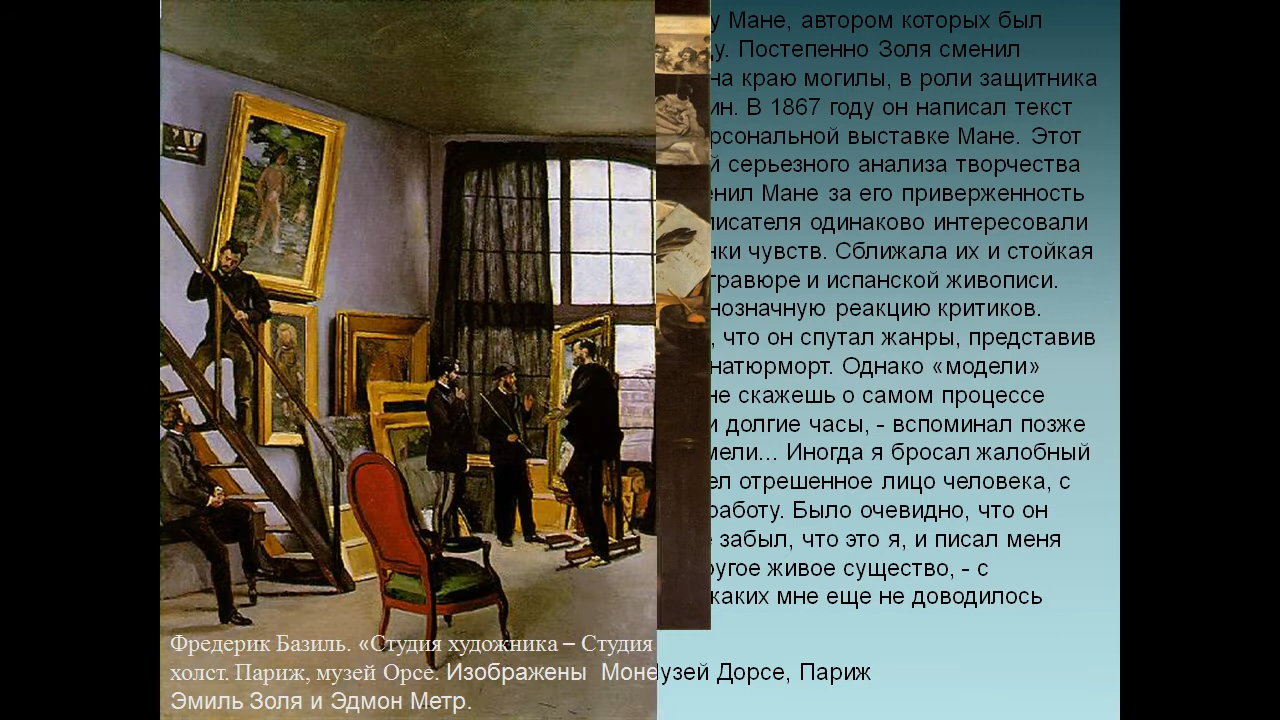 у Мане, автором которых был
у. Постепенно Золя сменил
на краю могилы, в роли защитника
ин. В 1867 году он написал текст
рсональной выставке Мане. Этот
й серьезного анализа творчества
енил Мане за его приверженность
писателя одинаково интересовали
нки чувств. Сближала их и стойкая
гравюре и испанской живописи.
нозначную реакцию критиков.
, что он спутал жанры, представив
натюрморт. Однако «модели»
не скажешь о самом процессе
и долгие часы, - вспоминал позже
мели... Иногда я бросал жалобный
ел отрешенное лицо человека, с
работу. Было очевидно, что он
забыл, что это я, и писал меня
ругое живое существо, - с
каких мне еще не доводилось
Фредерик Базиль. «Студия художника – Студия
холст. Париж, музей Орсе. Изображены Моне
узей Дорсе, Париж
Эмиль Золя и Эдмон Метр.